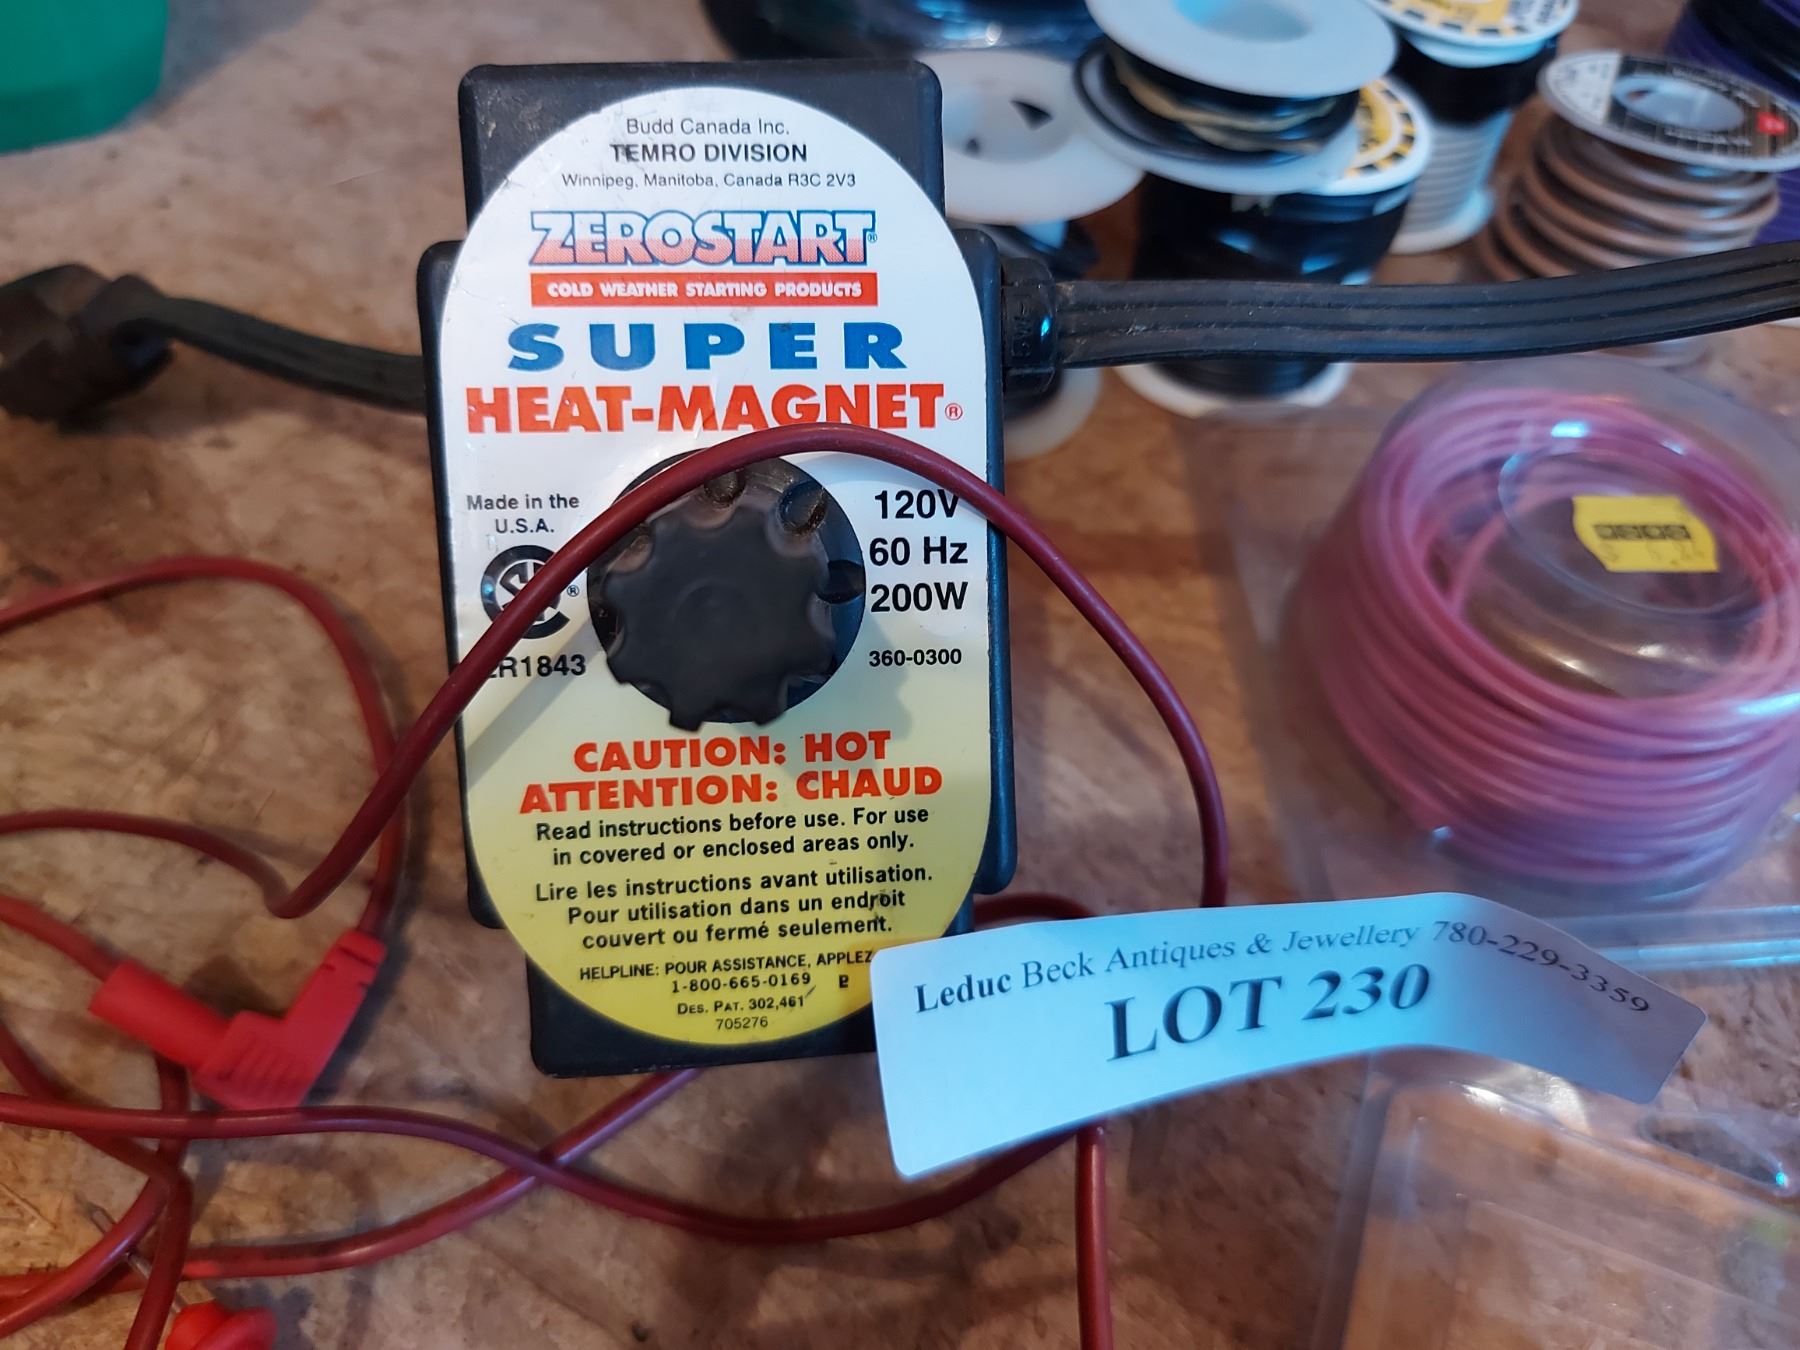 Budd Canada Inc.
TEMRO DIVISION
Winnipeg, Manitoba, Canada R3C 2V3
ZEROSTART®
COLD WEATHER STARTING PRODUCTS
SUPER
HEAT-MAGNET®
Made in the
U.S.A.
®
R1843
120V
60 Hz
200W
360-0300
CAUTION: HOT
ATTENTION: CHAUD
Read instructions before use. For use
in covered or enclosed areas only.
Lire les instructions avant utilisation.
Pour utilisation dans un endroit
couvert ou fermé seulement.
HELPLINE: POUR ASSISTANCE, APPLEZ
1-800-665-0169
DES. PAT. 302,461
705276
Leduc Beck Antiques & Jewellery 780-229-3359
LOT 230